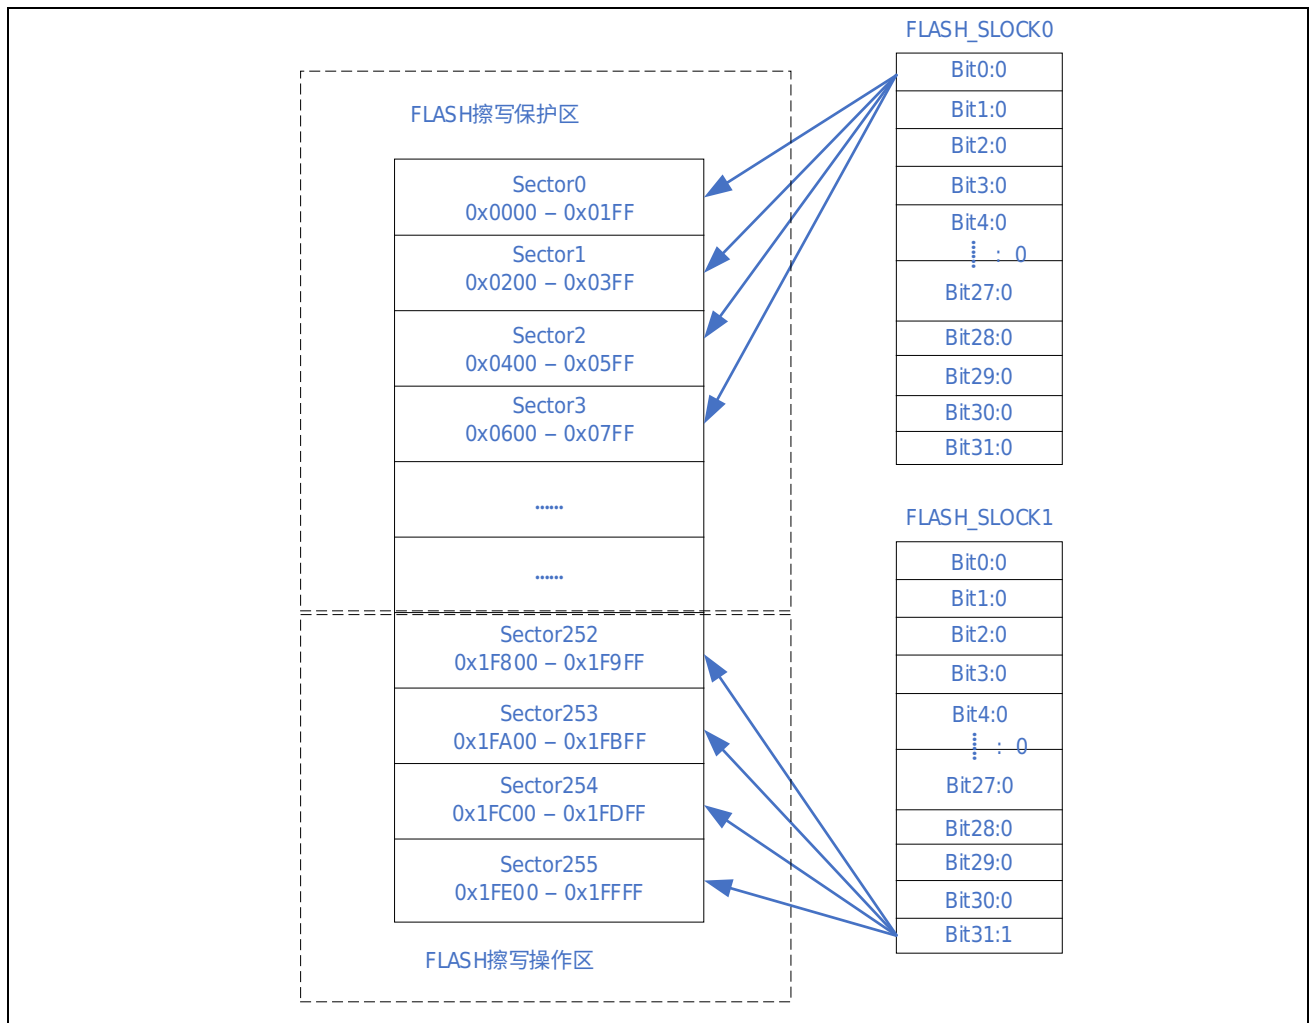 FLASH擦写保护区
Sector0
0x0000 – 0x01FF
Sector1
0x0200 – 0x03FF
Sector2
0x0400 – 0x05FF
Sector3
0x0600 – 0x07FF
……
……
Sector252
0x1F800 – 0x1F9FF
Sector253
0x1FA00 – 0x1FBFF
Sector254
0x1FC00 – 0x1FDFF
Sector255
0x1FE00 – 0x1FFFF
FLASH擦写操作区
FLASH_SLOCK0
Bit0:0
Bit1:0
Bit2:0
Bit3:0
Bit4:0
⋮ : 0
Bit27:0
Bit28:0
Bit29:0
Bit30:0
Bit31:0
FLASH_SLOCK1
Bit0:0
Bit1:0
Bit2:0
Bit3:0
Bit4:0
⋮ : 0
Bit27:0
Bit28:0
Bit29:0
Bit30:0
Bit31:1